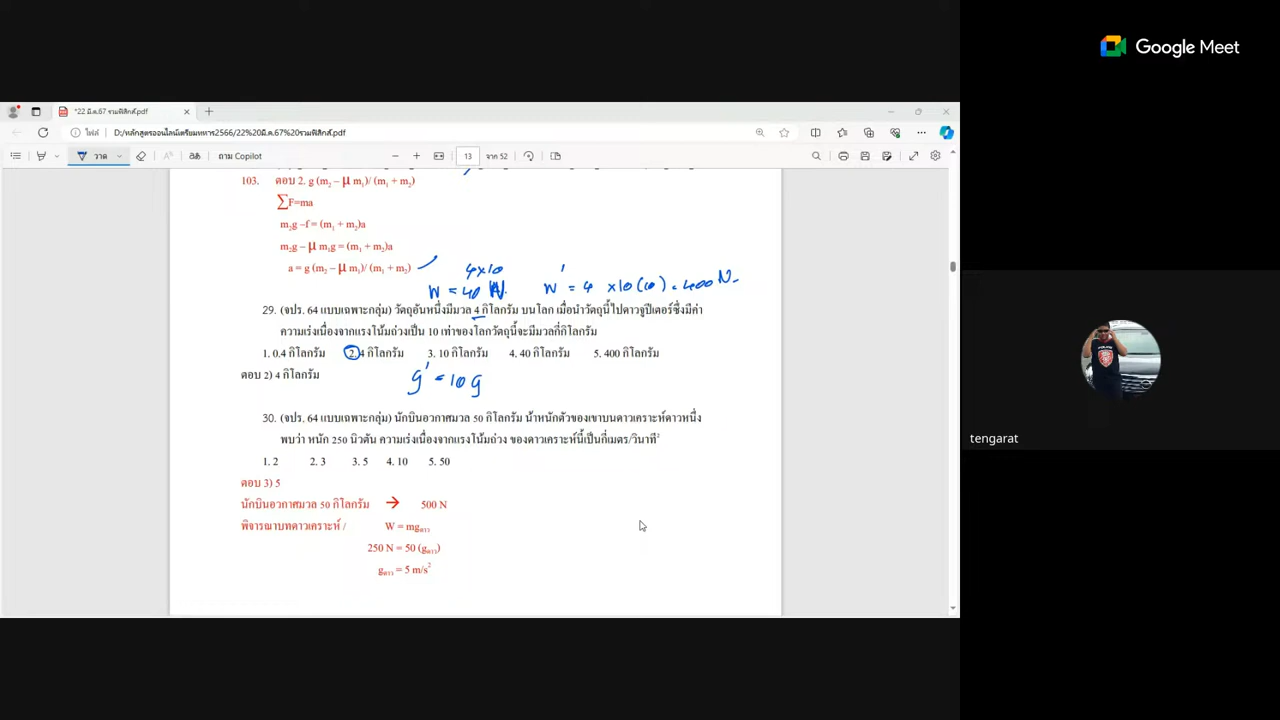 Google Meet
*22 มี.ค.67 รวมฟิสิกส์.pdf
ไฟล์ D:/หลักสูตรออนไลน์เตรียมทหาร2566/22%20มี.ค.67%20รวมฟิสิกส์.pdf
วาด ถาม Copilot 13 จาก 52
103. ตอบ 2. g (m₂ – μ m₁)/ (m₁ + m₂)
∑F=ma
m₂g –f = (m₁ + m₂)a
m₂g – μ m₁g = (m₁ + m₂)a
a = g (m₂ – μ m₁)/ (m₁ + m₂)
4x10
W = 40 N. W' = 4 x10 (10) = 400 N.
29. (จปร. 64 แบบเฉพาะกลุ่ม) วัตถุอันหนึ่งมีมวล 4 กิโลกรัม บนโลก เมื่อนำวัตถุนี้ไปดาวจูปีเตอร์ซึ่งมีค่า
ความเร่งเนื่องจากแรงโน้มถ่วงเป็น 10 เท่าของโลกวัตถุนี้จะมีมวลกี่กิโลกรัม
1. 0.4 กิโลกรัม 2. 4 กิโลกรัม 3. 10 กิโลกรัม 4. 40 กิโลกรัม 5. 400 กิโลกรัม
ตอบ 2) 4 กิโลกรัม
g' = 10 g
30. (จปร. 64 แบบเฉพาะกลุ่ม) นักบินอวกาศมวล 50 กิโลกรัม น้ำหนักตัวของเขาบนดาวเคราะห์ดาวหนึ่ง
พบว่า หนัก 250 นิวตัน ความเร่งเนื่องจากแรงโน้มถ่วง ของดาวเคราะห์นี้เป็นกี่เมตร/วินาที²
1. 2 2. 3 3. 5 4. 10 5. 50
ตอบ 3) 5
นักบินอวกาศมวล 50 กิโลกรัม → 500 N
พิจารณาบทดาวเคราะห์ / W = mgดาว
250 N = 50 (gดาว)
gดาว = 5 m/s²
tengarat